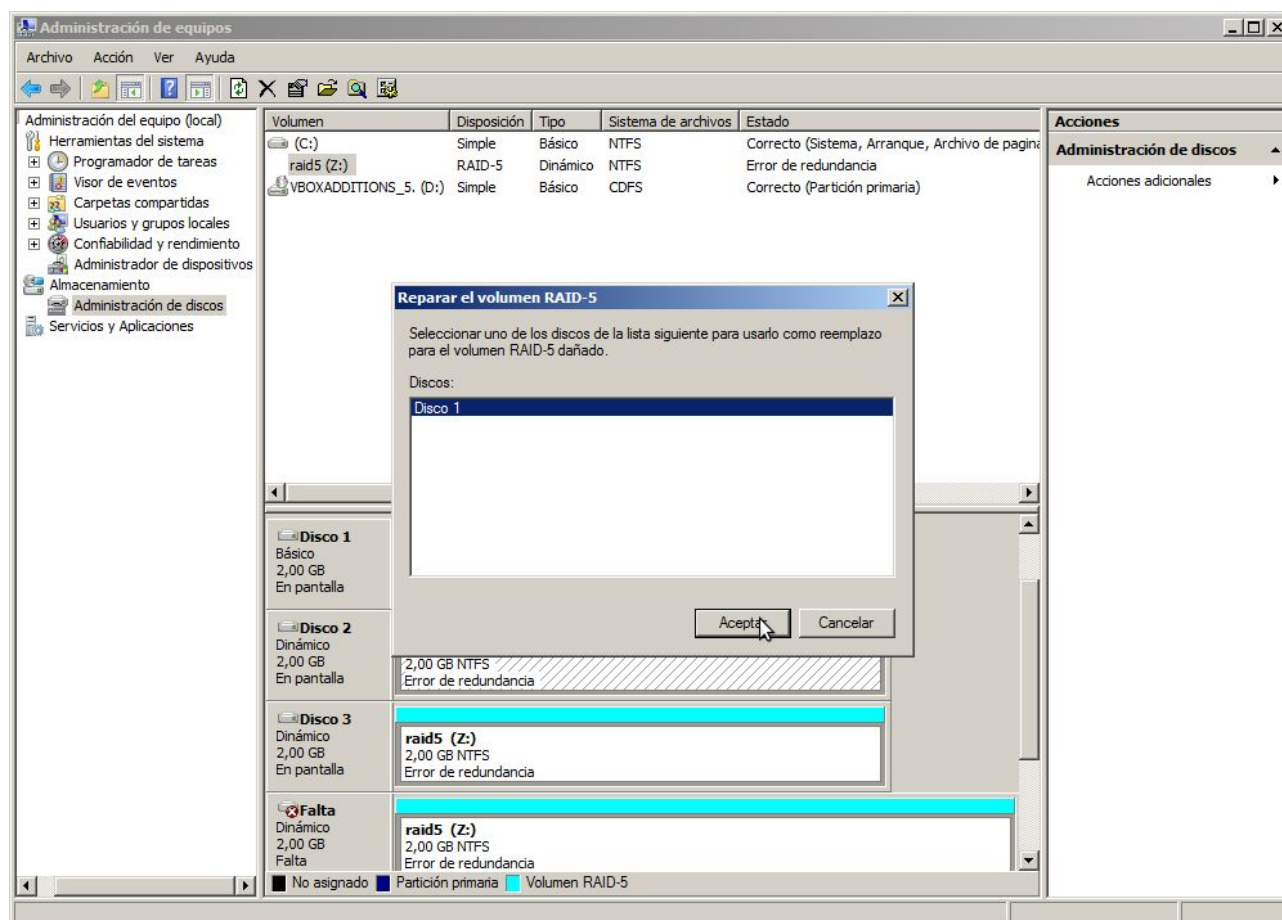 Administración de equipos
Archivo Acción Ver Ayuda
Administración del equipo (local)
Herramientas del sistema
Programador de tareas
Visor de eventos
Carpetas compartidas
Usuarios y grupos locales
Confiabilidad y rendimiento
Administrador de dispositivos
Almacenamiento
Administración de discos
Servicios y Aplicaciones
Volumen Disposición Tipo Sistema de archivos Estado
(C:) Simple Básico NTFS Correcto (Sistema, Arranque, Archivo de pagina
raid5 (Z:) RAID-5 Dinámico NTFS Error de redundancia
VBOXADDITIONS_5. (D:) Simple Básico CDFS Correcto (Partición primaria)
Reparar el volumen RAID-5
Seleccionar uno de los discos de la lista siguiente para usarlo como reemplazo
para el volumen RAID-5 dañado.
Discos:
Disco 1
Aceptar Cancelar
Disco 1
Básico
2,00 GB
En pantalla
Disco 2
Dinámico
2,00 GB
En pantalla
2,00 GB NTFS
Error de redundancia
Disco 3
Dinámico
2,00 GB
En pantalla
raid5 (Z:)
2,00 GB NTFS
Error de redundancia
Falta
Dinámico
2,00 GB
Falta
raid5 (Z:)
2,00 GB NTFS
Error de redundancia
No asignado Partición primaria Volumen RAID-5
Acciones
Administración de discos
Acciones adicionales